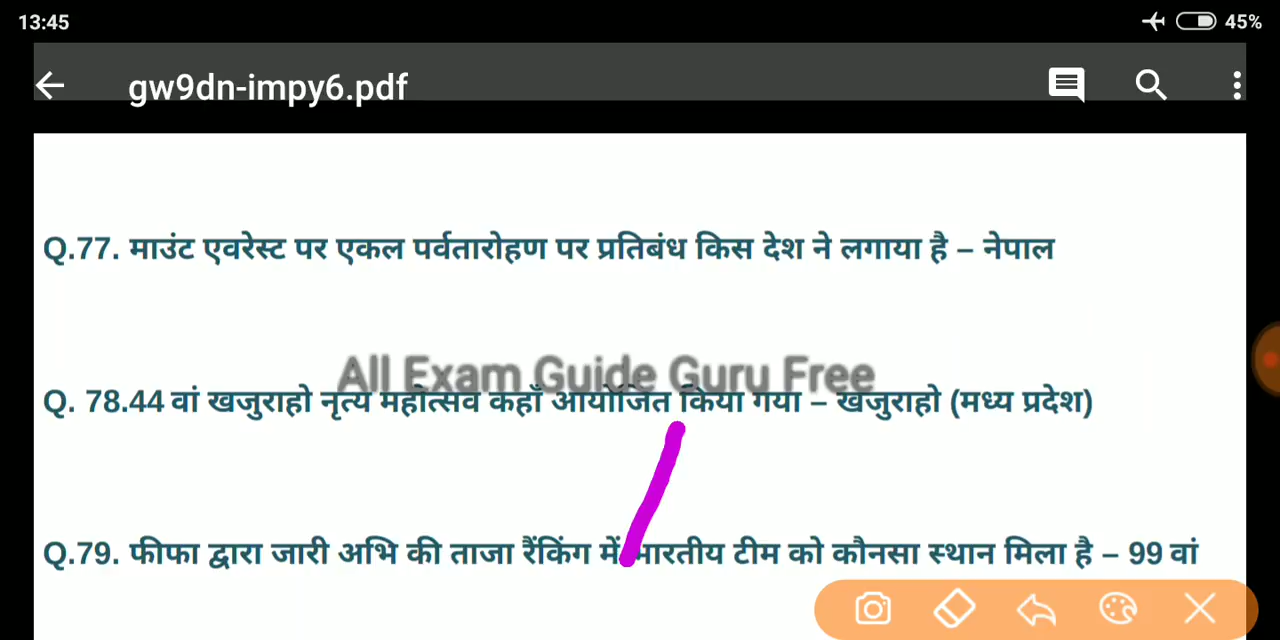 13:45 45%
gw9dn-impy6.pdf
Q.77. माउंट एवरेस्ट पर एकल पर्वतारोहण पर प्रतिबंध किस देश ने लगाया है – नेपाल
All Exam Guide Guru Free
Q. 78.44 वां खजुराहो नृत्य महोत्सव कहाँ आयोजित किया गया – खजुराहो (मध्य प्रदेश)
Q.79. फीफा द्वारा जारी अभि की ताजा रैंकिंग में भारतीय टीम को कौनसा स्थान मिला है – 99 वां